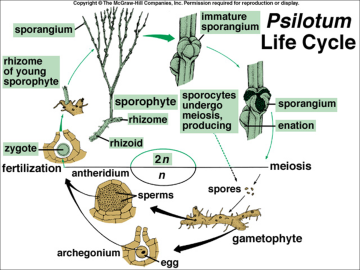 Copyright © The McGraw-Hill Companies, Inc. Permission required for reproduction or display.
Psilotum
Life Cycle
immature
sporangium
sporangium
rhizome
of young
sporophyte
sporophyte
rhizome
rhizoid
sporocytes
undergo
meiosis,
producing
sporangium
enation
zygote
fertilization
2n
n
meiosis
antheridium
sperms
spores
gametophyte
archegonium
egg